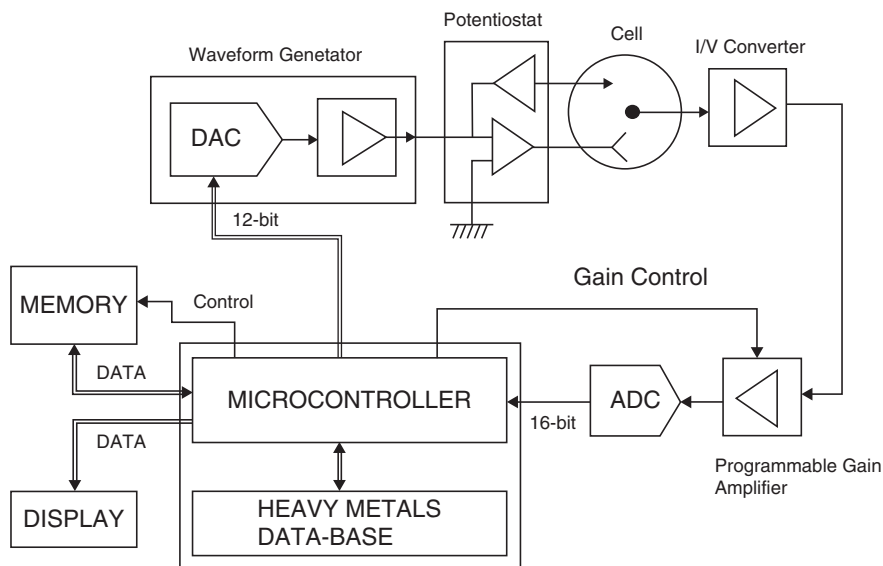 Potentiostat
Cell
I/V Converter
Waveform Genetator
DAC
12-bit
Gain Control
MEMORY
Control
DATA
MICROCONTROLLER
16-bit
ADC
DATA
Programmable Gain
Amplifier
DISPLAY
HEAVY METALS
DATA-BASE